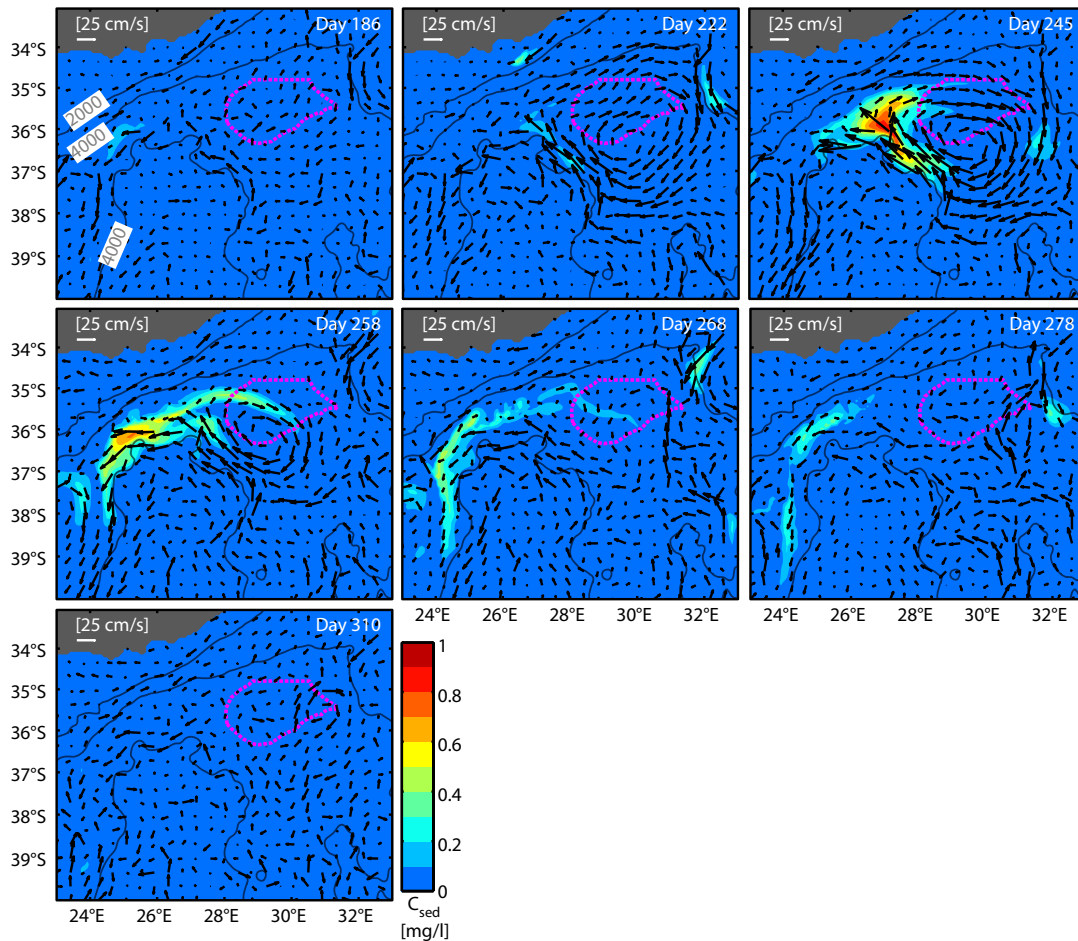 [25 cm/s] Day 186
[25 cm/s] Day 222
[25 cm/s] Day 245
34°S
35°S
36°S
37°S
38°S
39°S
2000
4000
4000
[25 cm/s] Day 258
[25 cm/s] Day 268
[25 cm/s] Day 278
34°S
35°S
36°S
37°S
38°S
39°S
24°E 26°E 28°E 30°E 32°E
24°E 26°E 28°E 30°E 32°E
[25 cm/s] Day 310
34°S
35°S
36°S
37°S
38°S
39°S
24°E 26°E 28°E 30°E 32°E
1
0.8
0.6
0.4
0.2
0
C_sed
[mg/l]